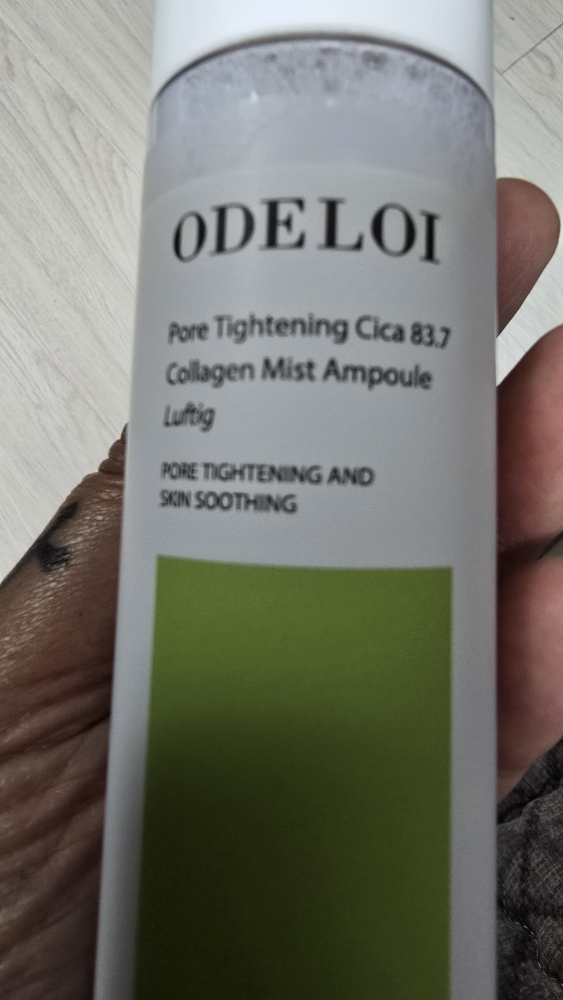 ODELOI
Pore Tightening Cica 83.7
Collagen Mist Ampoule
Luftig
PORE TIGHTENING AND
SKIN SOOTHING